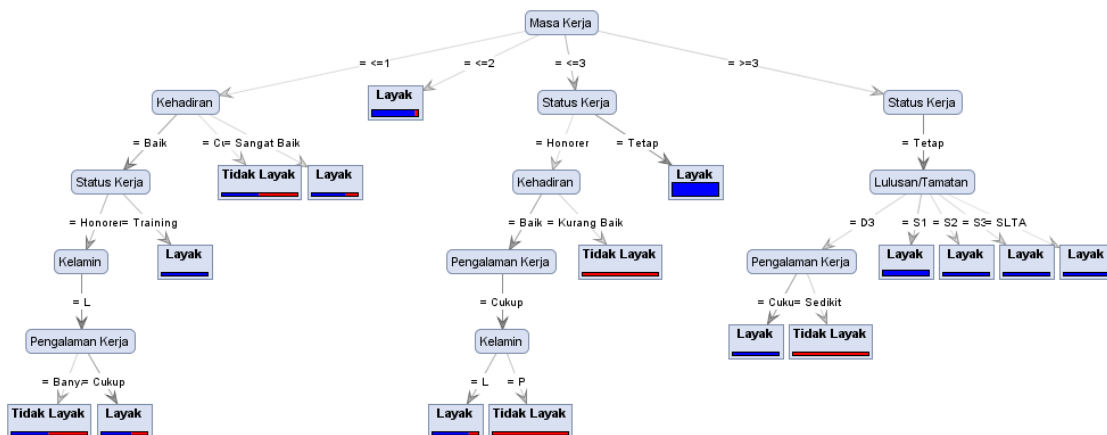 Masa Kerja
= <=1
= <=2
= <=3
= >=3
Kehadiran
Layak
Status Kerja
Status Kerja
= Baik
= Sangat Baik
= Honorer
= Tetap
= Tetap
Status Kerja
Tidak Layak
Layak
Kehadiran
Layak
Lulusan/Tamatan
= Honorer
= Training
= Baik
= Kurang Baik
= D3
= S1
= S2
= S3
= SLTA
Kelamin
Layak
Pengalaman Kerja
Tidak Layak
Pengalaman Kerja
Layak
Layak
Layak
Layak
= L
= Cukup
= Cuku
= Sedikit
Pengalaman Kerja
Kelamin
Layak
Tidak Layak
= Bany
= Cukup
= L
= P
Tidak Layak
Layak
Layak
Tidak Layak